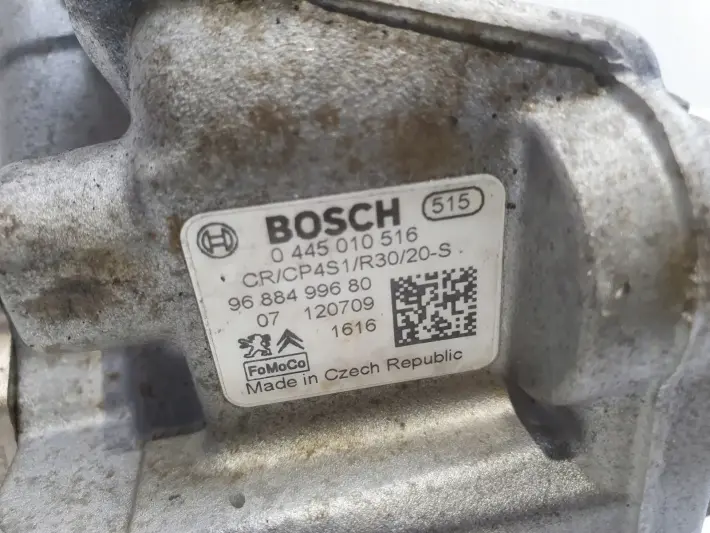 BOSCH 515
0 445 010 516
CR/CP4S1/R30/20-S
96 884 996 80
07 120709
1616
FoMoCo
Made in Czech Republic